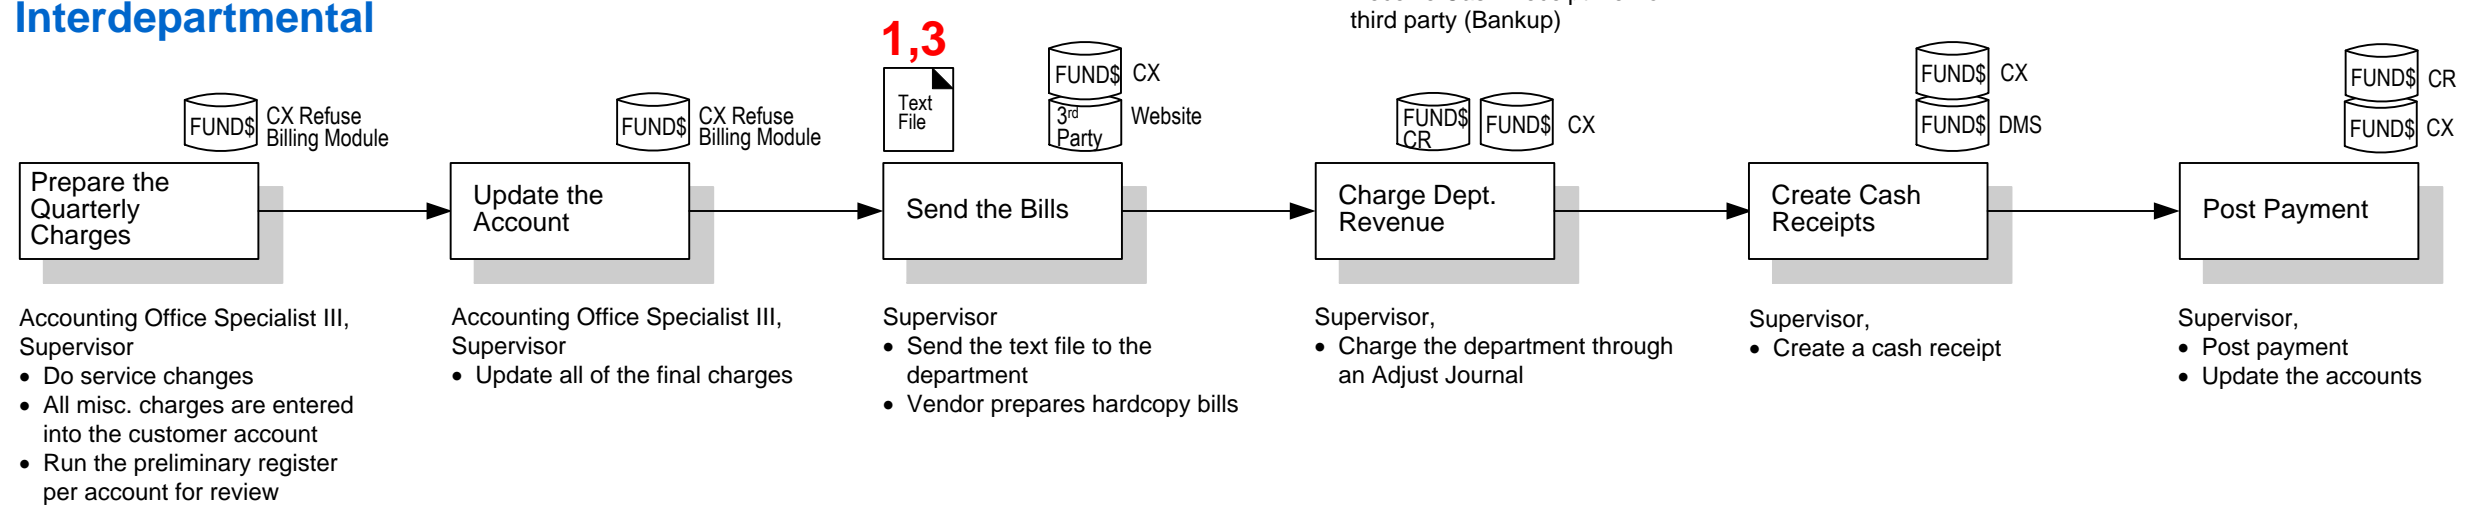 Interdepartmental
third party (Bankup)
1,3
FUND$
CX Refuse
Billing Module
FUND$
CX Refuse
Billing Module
Text
File
FUND$
CX
3rd
Party
Website
FUND$
CR
FUND$
CX
FUND$
CX
FUND$
DMS
FUND$
CR
FUND$
CX
Prepare the
Quarterly
Charges
Update the
Account
Send the Bills
Charge Dept.
Revenue
Create Cash
Receipts
Post Payment
Accounting Office Specialist III,
Supervisor
• Do service changes
• All misc. charges are entered
into the customer account
• Run the preliminary register
per account for review
Accounting Office Specialist III,
Supervisor
• Update all of the final charges
Supervisor
• Send the text file to the
department
• Vendor prepares hardcopy bills
Supervisor,
• Charge the department through
an Adjust Journal
Supervisor,
• Create a cash receipt
Supervisor,
• Post payment
• Update the accounts